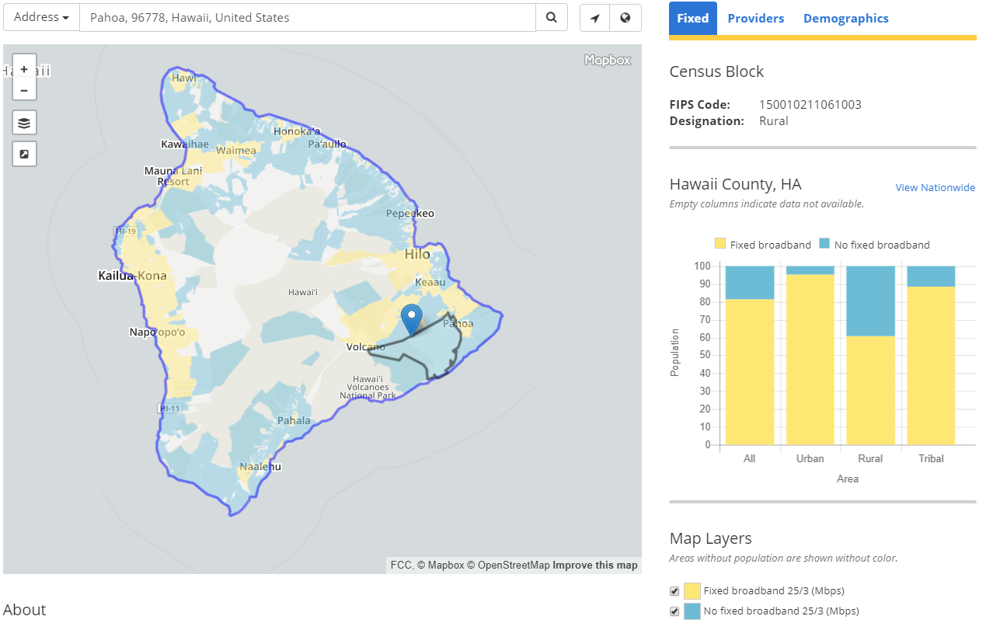 Address
Pahoa, 96778, Hawaii, United States
Fixed Providers Demographics
Mapbox
+
−
Hawi
Honoka'a
Kawaihae
Pa'auilo
Waimea
Mauna Lani
Resort
Pepeekeo
HI-19
Hilo
Kailua-Kona
Keaau
Hawai'i
Pahoa
Napo'opo'o
Volcano
Hawai'i
Volcanoes
National Park
HI-11
Pahala
Naalehu
FCC, © Mapbox © OpenStreetMap Improve this map
About
Census Block
FIPS Code: 150010211061003
Designation: Rural
Hawaii County, HA
View Nationwide
Empty columns indicate data not available.
Fixed broadband No fixed broadband
100
90
80
70
60
50
40
30
20
10
0
Population
All Urban Rural Tribal
Area
Map Layers
Areas without population are shown without color.
Fixed broadband 25/3 (Mbps)
No fixed broadband 25/3 (Mbps)